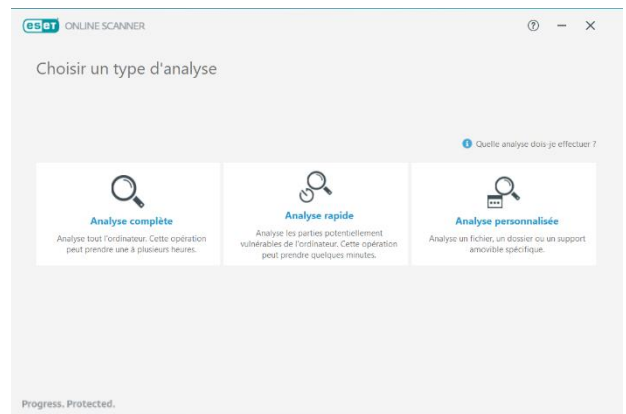 eseT ONLINE SCANNER
Choisir un type d'analyse
Quelle analyse dois-je effectuer ?
Analyse complète
Analyse tout l'ordinateur. Cette opération
peut prendre une à plusieurs heures.
Analyse rapide
Analyse les parties potentiellement
vulnérables de l'ordinateur. Cette opération
peut prendre quelques minutes.
Analyse personnalisée
Analyse un fichier, un dossier ou un support
amovible spécifique.
Progress. Protected.